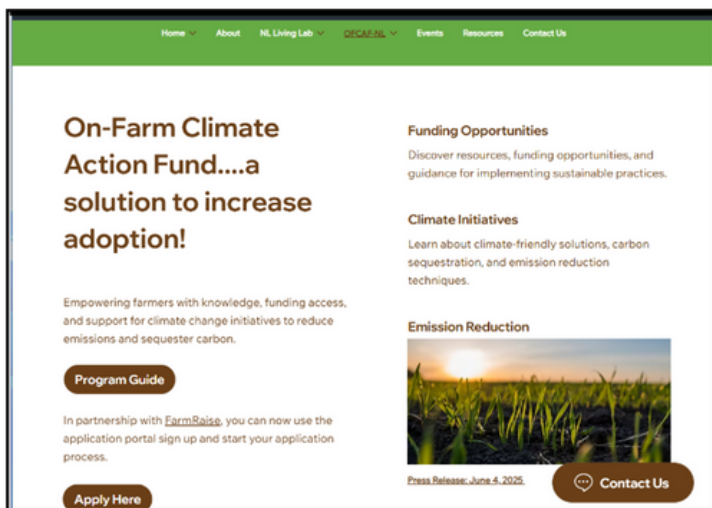 Home About NL Living Lab OFCAF-NL Events Resources Contact Us
On-Farm Climate
Action Fund....a
solution to increase
adoption!
Empowering farmers with knowledge, funding access,
and support for climate change initiatives to reduce
emissions and sequester carbon.
Program Guide
In partnership with FarmRaise, you can now use the
application portal sign up and start your application
process.
Apply Here
Funding Opportunities
Discover resources, funding opportunities, and
guidance for implementing sustainable practices.
Climate Initiatives
Learn about climate-friendly solutions, carbon
sequestration, and emission reduction
techniques.
Emission Reduction
Press Release: June 4, 2025
Contact Us